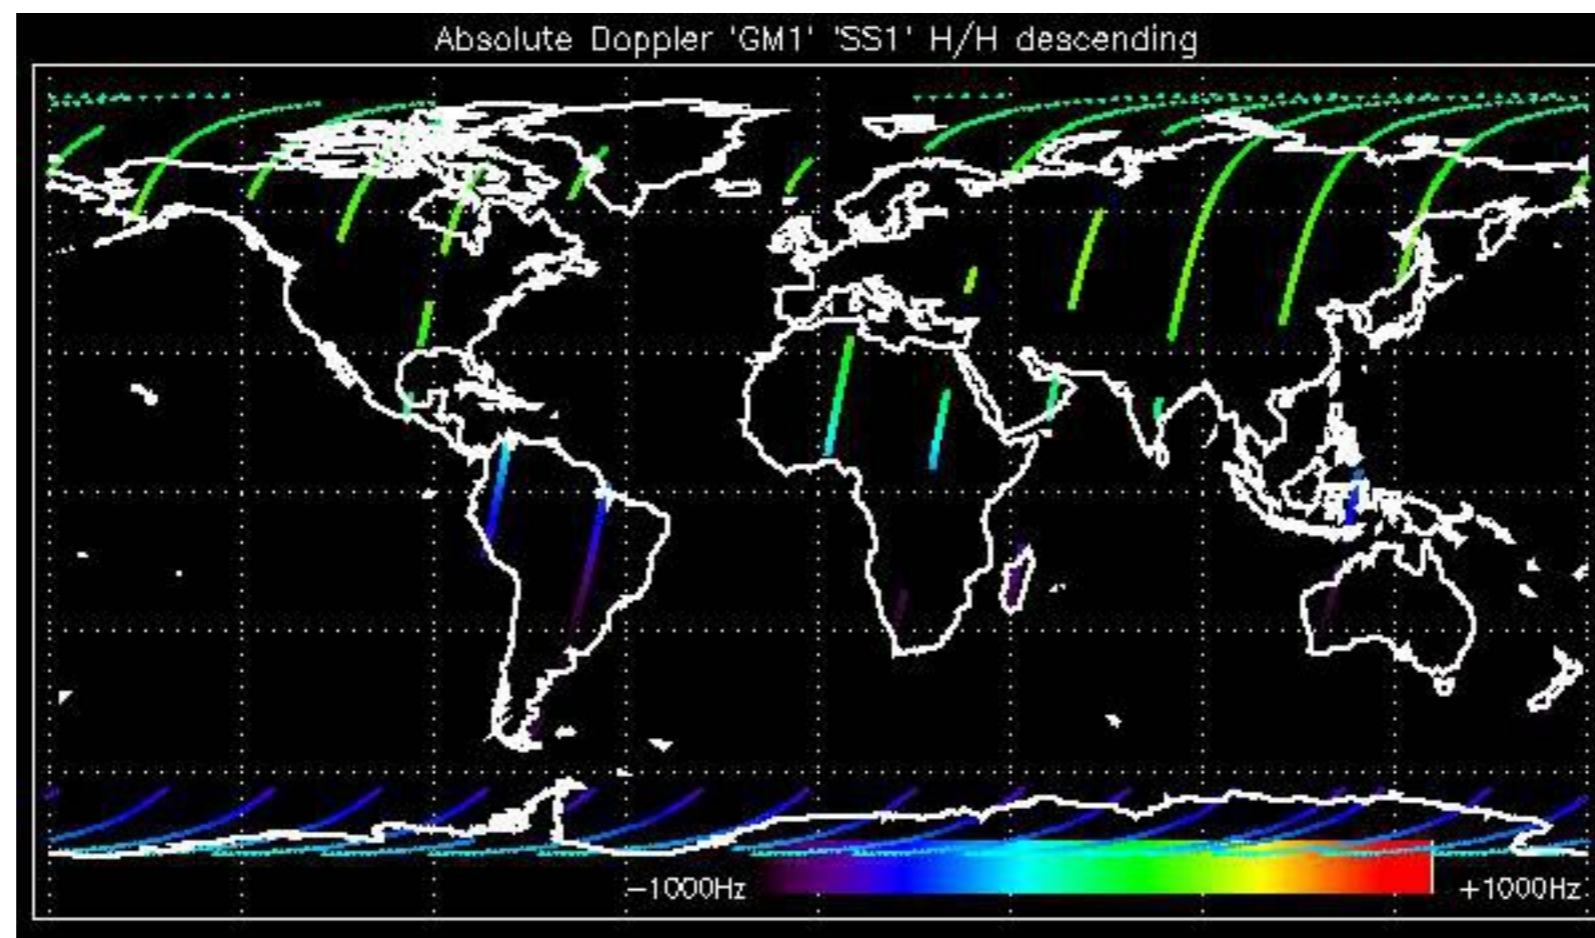 Absolute Doppler 'GM1' 'SS1' H/H descending
−1000Hz
+1000Hz